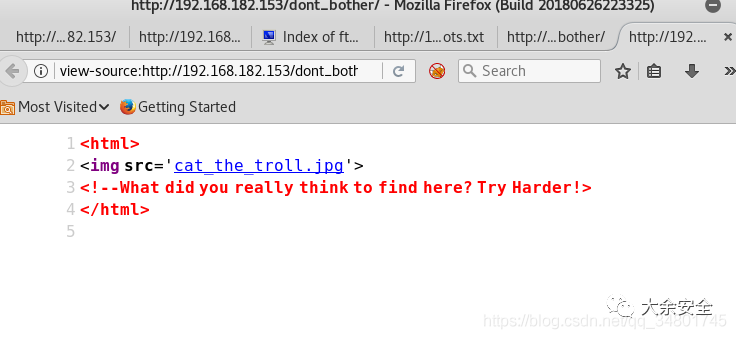 http://192.168.182.153/dont_bother/ - Mozilla Firefox (Build 20180626223325)
http://...82.153/ http://192.168... Index of ft... http://1...ots.txt http://...bother/ http://192....
view-source:http://192.168.182.153/dont_both Search
Most Visited Getting Started
1 <html>
2 <img src='cat_the_troll.jpg'>
3 <!--What did you really think to find here? Try Harder!>
4 </html>
5
大余安全
https://blog.csdn.net/qq_34801745